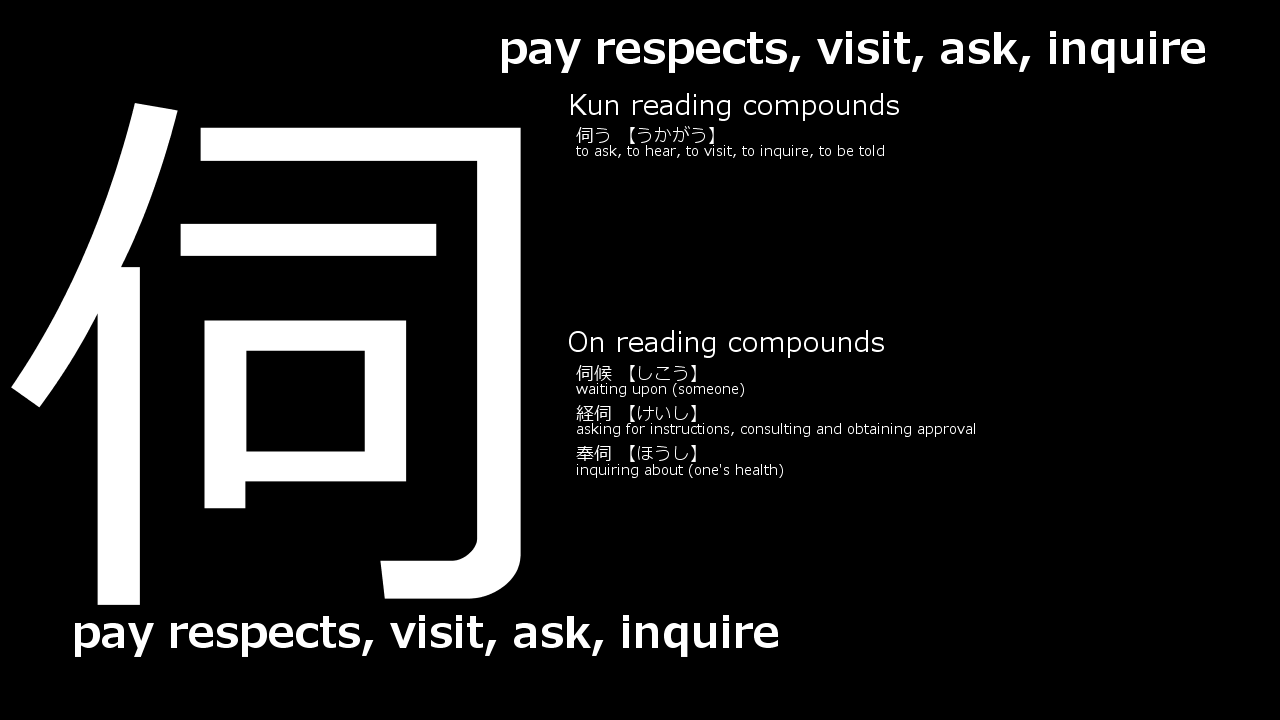 pay respects, visit, ask, inquire
伺
Kun reading compounds
伺う 【うかがう】
to ask, to hear, to visit, to inquire, to be told
On reading compounds
伺候 【しこう】
waiting upon (someone)
経伺 【けいし】
asking for instructions, consulting and obtaining approval
奉伺 【ほうし】
inquiring about (one's health)
pay respects, visit, ask, inquire